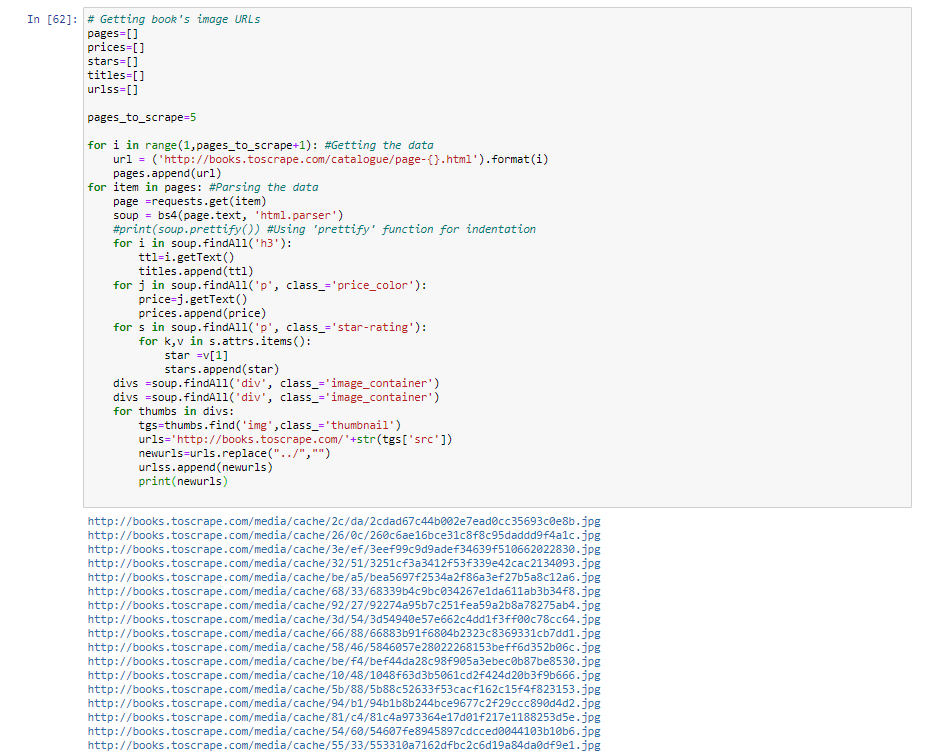 In [62]: # Getting book's image URLs
pages=[]
prices=[]
stars=[]
titles=[]
urlss=[]

pages_to_scrape=5

for i in range(1,pages_to_scrape+1): #Getting the data
    url = ('http://books.toscrape.com/catalogue/page-{}.html').format(i)
    pages.append(url)
for item in pages: #Parsing the data
    page =requests.get(item)
    soup = bs4(page.text, 'html.parser')
    #print(soup.prettify()) #Using 'prettify' function for indentation
    for i in soup.findAll('h3'):
        ttl=i.getText()
        titles.append(ttl)
    for j in soup.findAll('p', class_='price_color'):
        price=j.getText()
        prices.append(price)
    for s in soup.findAll('p', class_='star-rating'):
        for k,v in s.attrs.items():
            star =v[1]
            stars.append(star)
    divs =soup.findAll('div', class_='image_container')
    divs =soup.findAll('div', class_='image_container')
    for thumbs in divs:
        tgs=thumbs.find('img',class_='thumbnail')
        urls='http://books.toscrape.com/'+str(tgs['src'])
        newurls=urls.replace("../","")
        urlss.append(newurls)
        print(newurls)

http://books.toscrape.com/media/cache/2c/da/2cdad67c44b002e7ead0cc35693c0e8b.jpg
http://books.toscrape.com/media/cache/26/0c/260c6ae16bce31c8f8c95daddd9f4a1c.jpg
http://books.toscrape.com/media/cache/3e/ef/3eef99c9d9adef34639f510662022830.jpg
http://books.toscrape.com/media/cache/32/51/3251cf3a3412f53f339e42cac2134093.jpg
http://books.toscrape.com/media/cache/be/a5/bea5697f2534a2f86a3ef27b5a8c12a6.jpg
http://books.toscrape.com/media/cache/68/33/68339b4c9bc034267e1da611ab3b34f8.jpg
http://books.toscrape.com/media/cache/92/27/92274a95b7c251fea59a2b8a78275ab4.jpg
http://books.toscrape.com/media/cache/3d/54/3d54940e57e662c4dd1f3ff00c78cc64.jpg
http://books.toscrape.com/media/cache/66/88/66883b91f6804b2323c8369331cb7dd1.jpg
http://books.toscrape.com/media/cache/58/46/5846057e28022268153beff6d352b06c.jpg
http://books.toscrape.com/media/cache/be/f4/bef44da28c98f905a3ebec0b87be8530.jpg
http://books.toscrape.com/media/cache/10/48/1048f63d3b5061cd2f424d20b3f9b666.jpg
http://books.toscrape.com/media/cache/5b/88/5b88c52633f53cacf162c15f4f823153.jpg
http://books.toscrape.com/media/cache/94/b1/94b1b8b244bce9677c2f29ccc890d4d2.jpg
http://books.toscrape.com/media/cache/81/c4/81c4a973364e17d01f217e1188253d5e.jpg
http://books.toscrape.com/media/cache/54/60/54607fe8945897cdcced0044103b10b6.jpg
http://books.toscrape.com/media/cache/55/33/553310a7162dfbc2c6d19a84da0df9e1.jpg